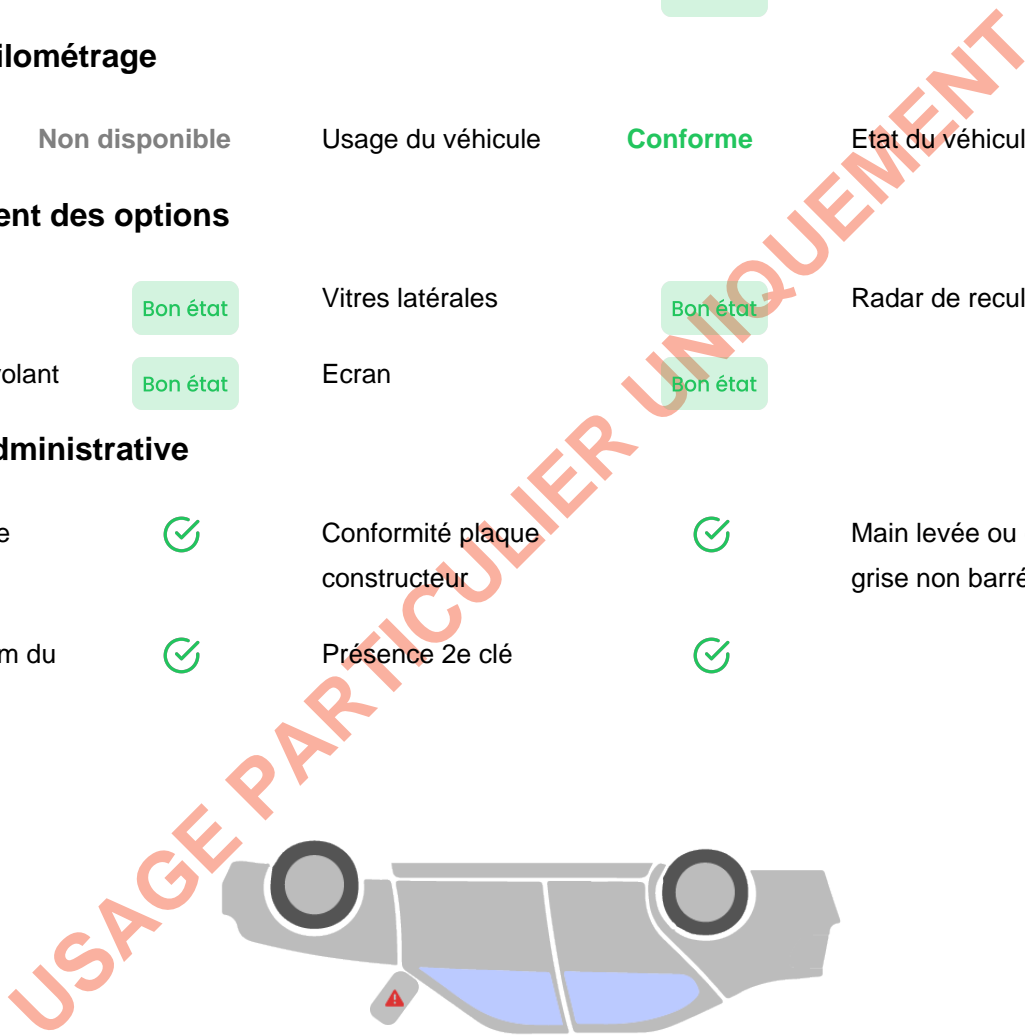 ilométrage
Non disponible Usage du véhicule Conforme Etat du véhicul
ent des options
Bon état Vitres latérales Bon état Radar de recul
olant Bon état Ecran Bon état
dministrative
e Conformité plaque Main levée ou
constructeur grise non barré
m du Présence 2e clé
USAGE PARTICULIER UNIQUEMENT